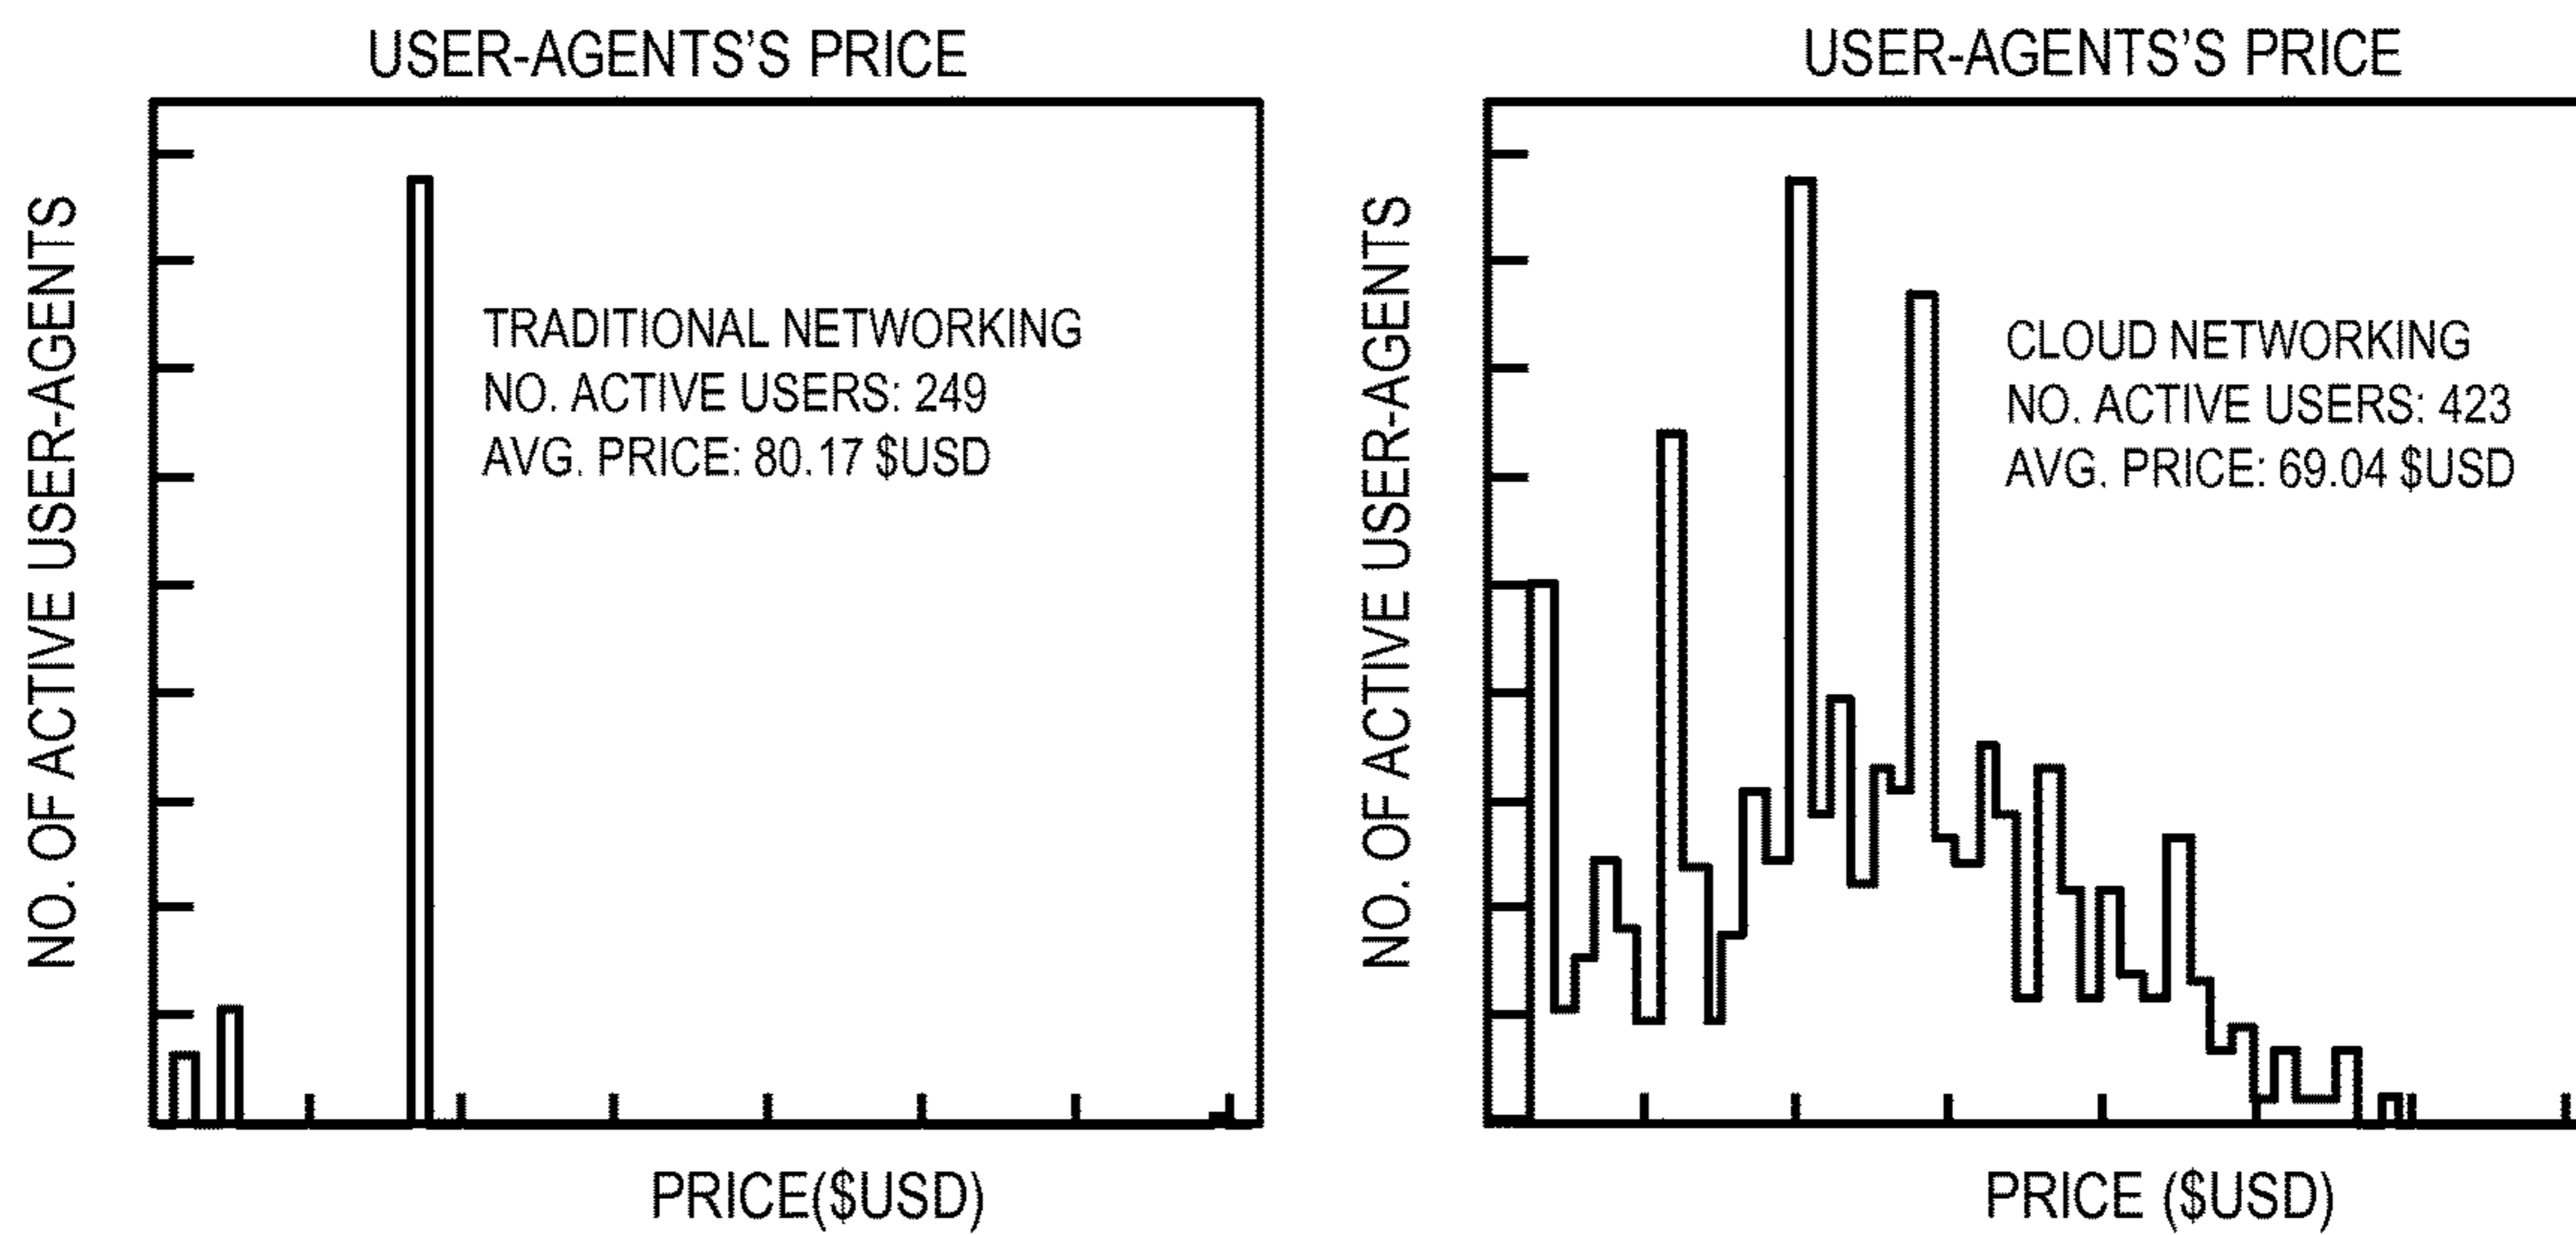 USER-AGENTS'S PRICE
NO. OF ACTIVE USER-AGENTS
TRADITIONAL NETWORKING
NO. ACTIVE USERS: 249
AVG. PRICE: 80.17 $USD
PRICE($USD)
USER-AGENTS'S PRICE
NO. OF ACTIVE USER-AGENTS
CLOUD NETWORKING
NO. ACTIVE USERS: 423
AVG. PRICE: 69.04 $USD
PRICE ($USD)